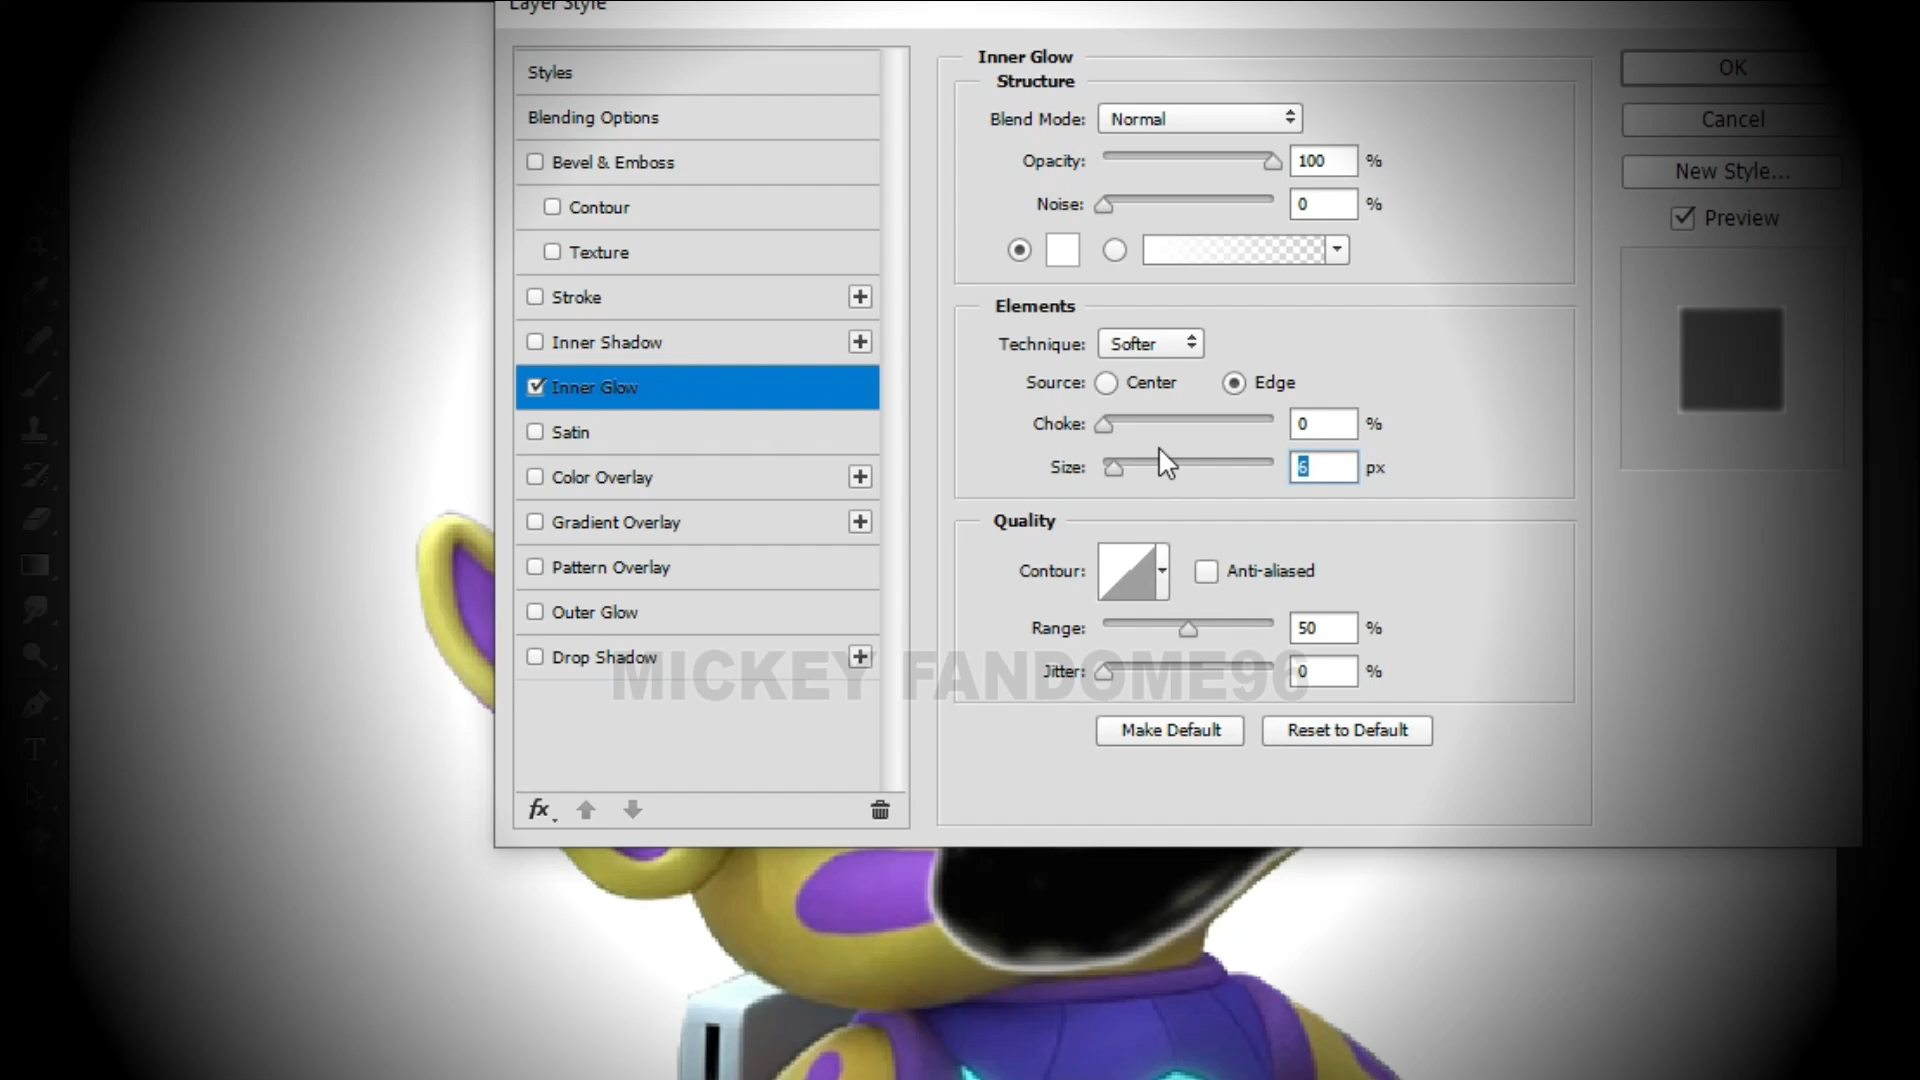 Layer Style
Styles
Blending Options
Bevel & Emboss
Contour
Texture
Stroke
Inner Shadow
Inner Glow
Satin
Color Overlay
Gradient Overlay
Pattern Overlay
Outer Glow
Drop Shadow
fx
Inner Glow
Structure
Blend Mode: Normal
Opacity: 100 %
Noise: 0 %
Elements
Technique: Softer
Source: Center Edge
Choke: 0 %
Size: 6 px
Quality
Contour: Anti-aliased
Range: 50 %
Jitter: 0 %
Make Default Reset to Default
OK
Cancel
New Style...
Preview
MICKEY FANDOME96